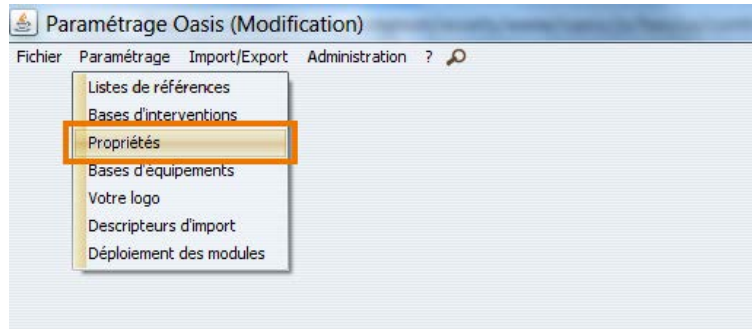 Paramétrage Oasis (Modification)
Fichier Paramétrage Import/Export Administration ?
Listes de références
Bases d'interventions
Propriétés
Bases d'équipements
Votre logo
Descripteurs d'import
Déploiement des modules